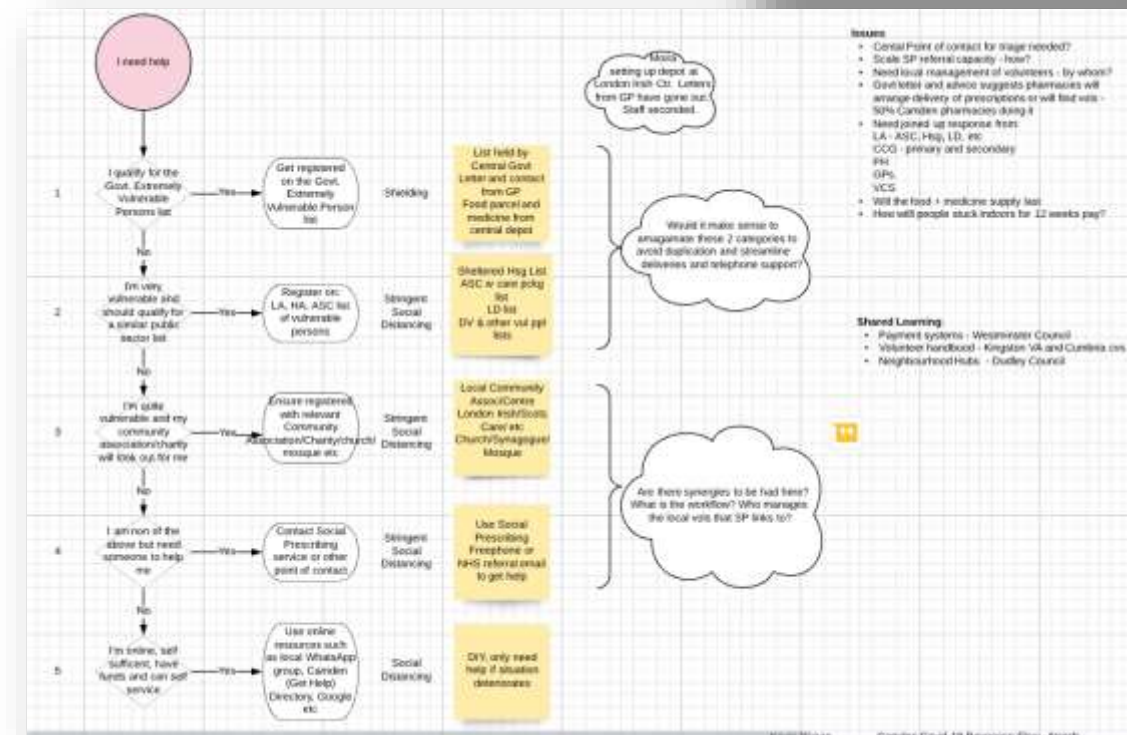 I need help
setting up depot at
London Irish Ctr. Letters
from GP have gone out.
Staff seconded.
Issues
• Cental Point of contact for triage needed?
• Scale SP referral capacity - how?
• Need local management of volunteers - by whom?
• Govt letter and advice suggests pharmacies will
arrange delivery of prescriptions or will find vols -
50% Camden pharmacies doing it
• Need joined up response from:
LA - ASC, Hsg, LD, etc
CCG - primary and secondary
PH
GPs
VCS
• Will the food + medicine supply last
• How will people stuck indoors for 12 weeks pay?
1
I qualify for the
Govt. Extremely
Vulnerable
Persons list
Yes
Get registered
on the Govt.
Extremely
Vulnerable Person
list
Shielding
List held by
Central Govt
Letter and contact
from GP
Food parcel and
medicine from
central depot
Would it make sense to
amagamate these 2 categories to
avoid duplication and streamline
deliveries and telephone support?
No
2
I'm very
vulnerable and
should qualify for
a similar public
sector list
Yes
Register on:
LA, HA, ASC list
of vulnerable
persons
Stringent
Social
Distancing
Sheltered Hsg List
ASC w care pckg
list
LD list
DV & other vul ppl
lists
Shared Learning
• Payment systems - Westminster Council
• Volunteer handbood - Kingston VA and Cumbria cvs
• Neighbourhood Hubs - Dudley Council
No
3
I'm quite
vulnerable and my
community
association/charity
will look out for me
Yes
Ensure registered
with relevant
Community
Association/Charity/church/
mosque etc
Stringent
Social
Distancing
Local Community
Assoc/Centre
London Irish/Scots
Care/ etc
Church/Synagogue/
Mosque
Are there synergies to be had here?
What is the workflow? Who manages
the local vols that SP links to?
No
4
I am non of the
above but need
someone to help
me
Yes
Contact Social
Prescribing
service or other
point of contact
Stringent
Social
Distancing
Use Social
Prescribing
Freephone or
NHS referral email
to get help
No
5
I'm online, self
sufficent, have
funds and can self
service
Yes
Use online
resources such
as local WhatsApp
group, Camden
(Get Help)
Directory, Google
etc
Social
Distancing
DIY, only need
help if situation
deteriorates